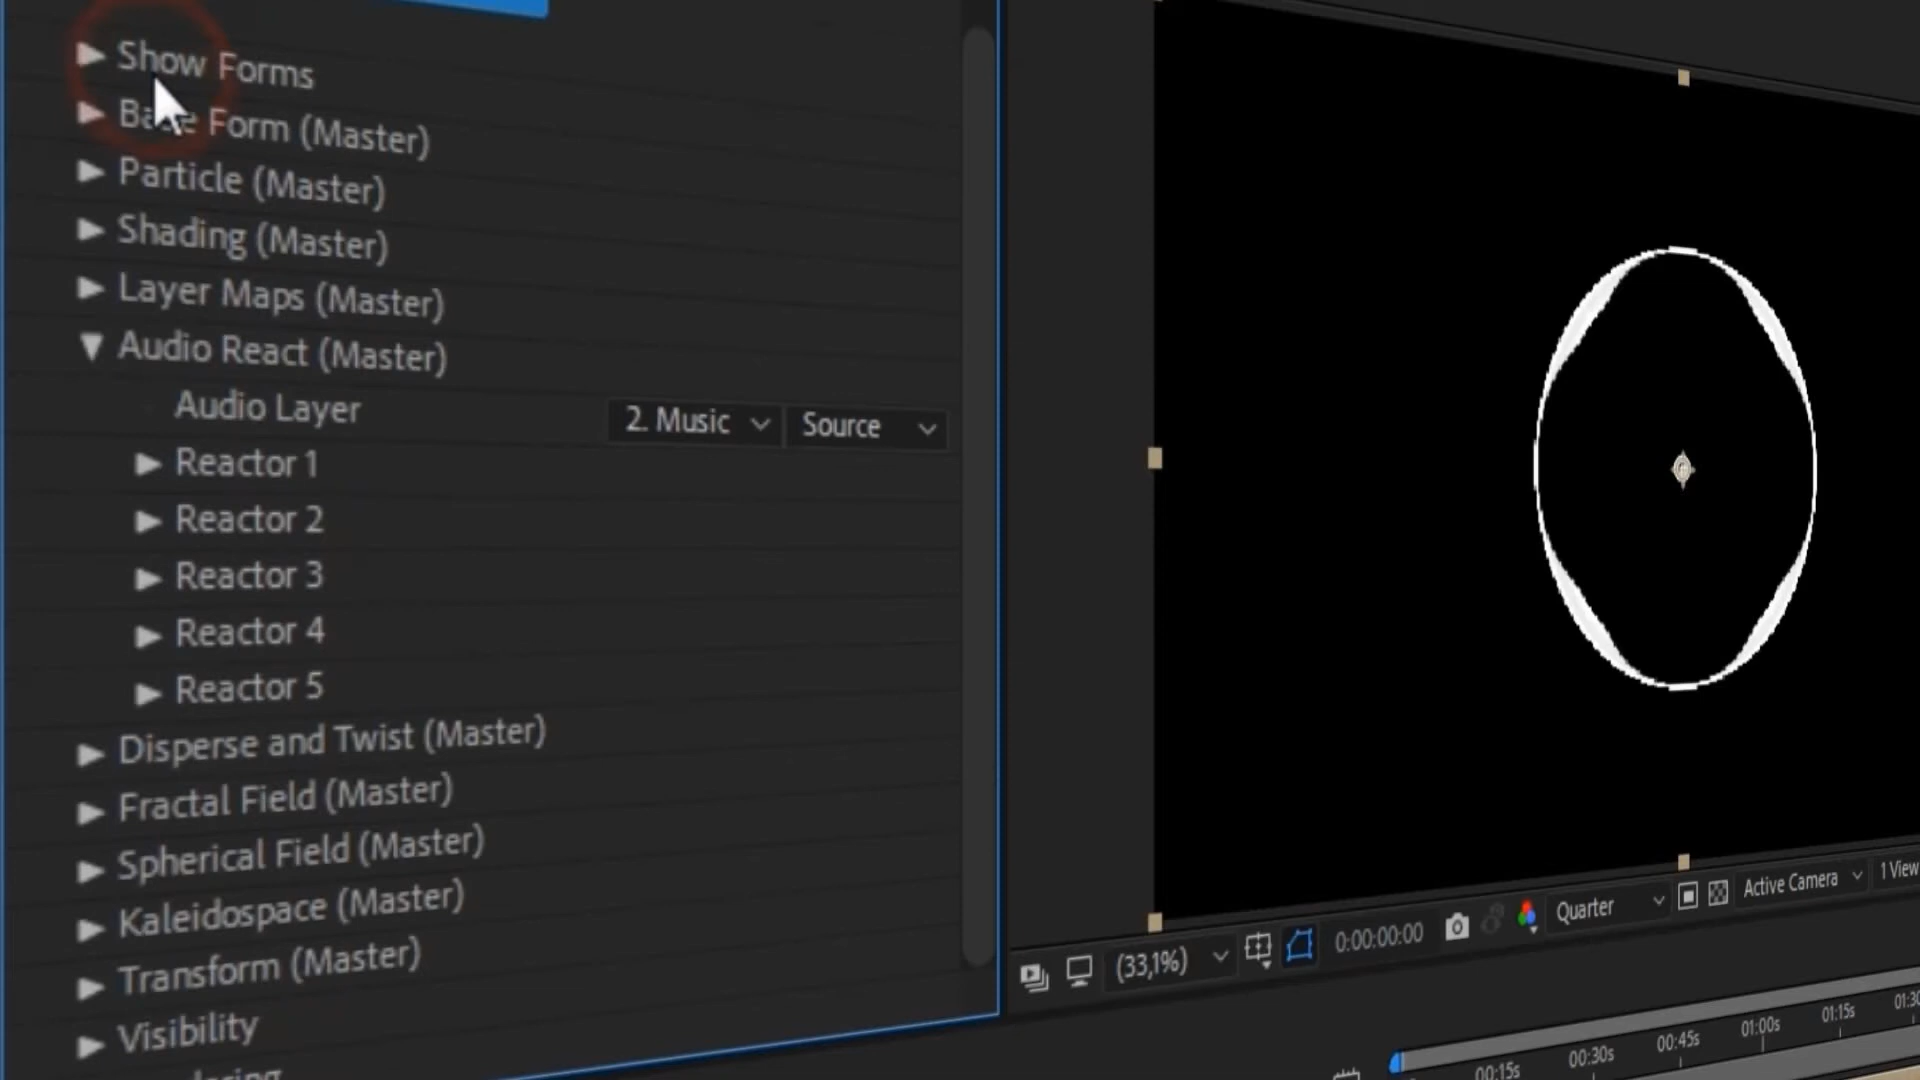 Show Forms
Base Form (Master)
Particle (Master)
Shading (Master)
Layer Maps (Master)
Audio React (Master)
Audio Layer 2. Music Source
Reactor 1
Reactor 2
Reactor 3
Reactor 4
Reactor 5
Disperse and Twist (Master)
Fractal Field (Master)
Spherical Field (Master)
Kaleidospace (Master)
Transform (Master)
Visibility
(33,1%) 0:00:00:00 Quarter Active Camera 1 View
00:15s 00:30s 00:45s 01:00s 01:15s 01:30